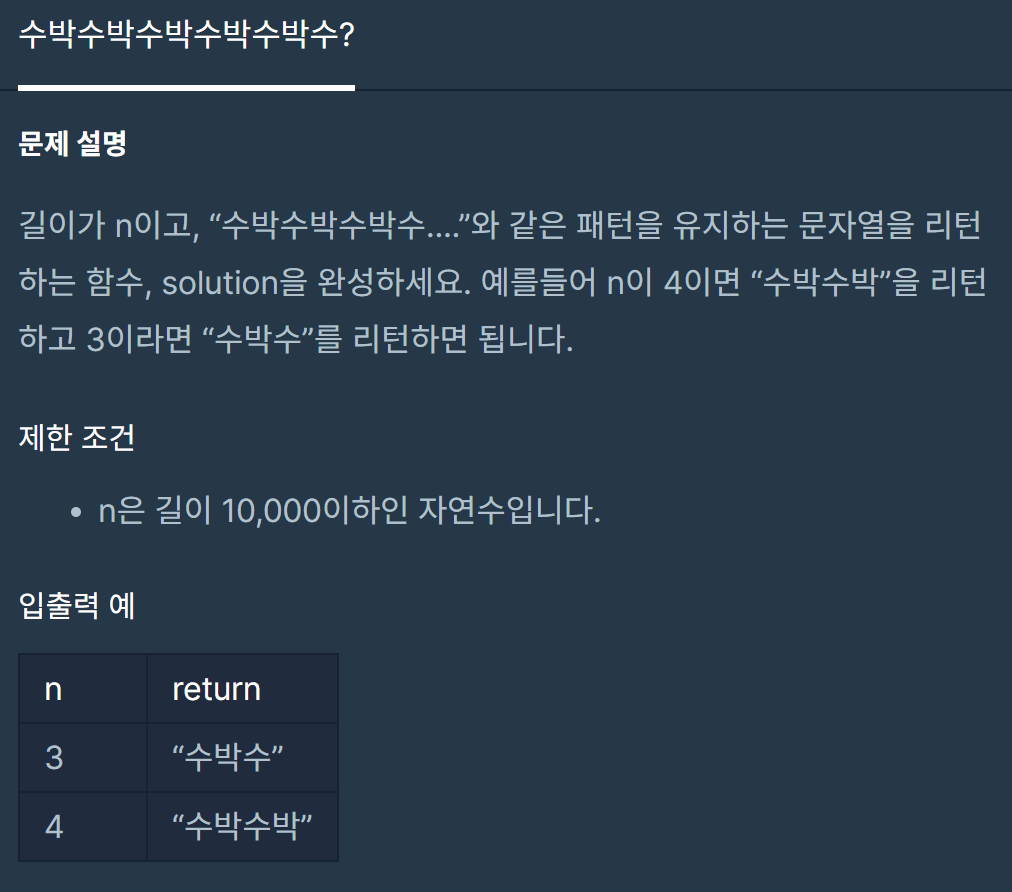 수박수박수박수박수박수?
문제 설명
길이가 n이고, “수박수박수박수....”와 같은 패턴을 유지하는 문자열을 리턴
하는 함수, solution을 완성하세요. 예를들어 n이 4이면 “수박수박”을 리턴
하고 3이라면 “수박수”를 리턴하면 됩니다.
제한 조건
• n은 길이 10,000이하인 자연수입니다.
입출력 예
n return
3 “수박수”
4 “수박수박”